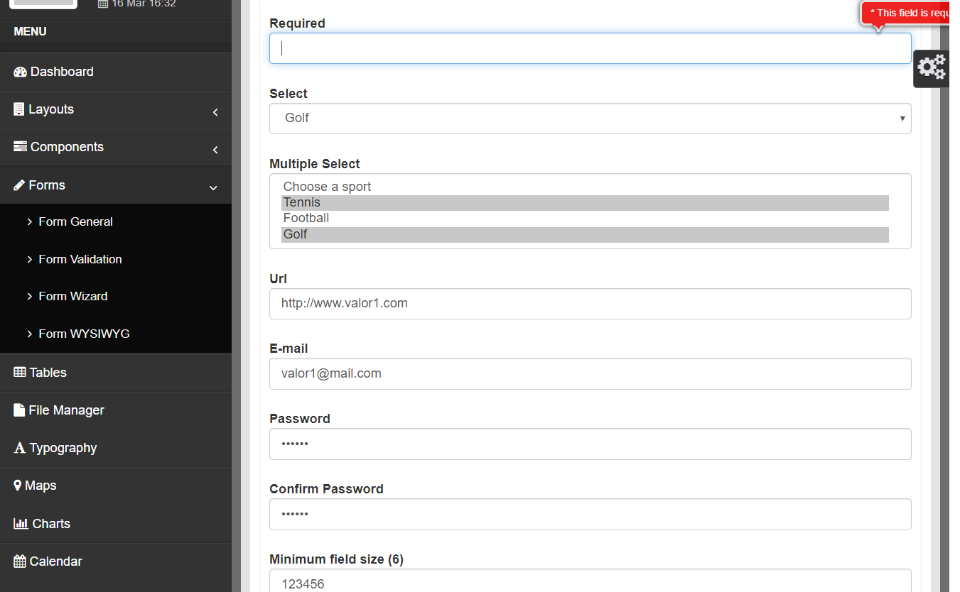 16 Mar 16:32
MENU
Dashboard
Layouts
Components
Forms
Form General
Form Validation
Form Wizard
Form WYSIWYG
Tables
File Manager
Typography
Maps
Charts
Calendar
* This field is requ
Required
Select
Golf
Multiple Select
Choose a sport
Tennis
Football
Golf
Url
http://www.valor1.com
E-mail
valor1@mail.com
Password
••••••
Confirm Password
••••••
Minimum field size (6)
123456